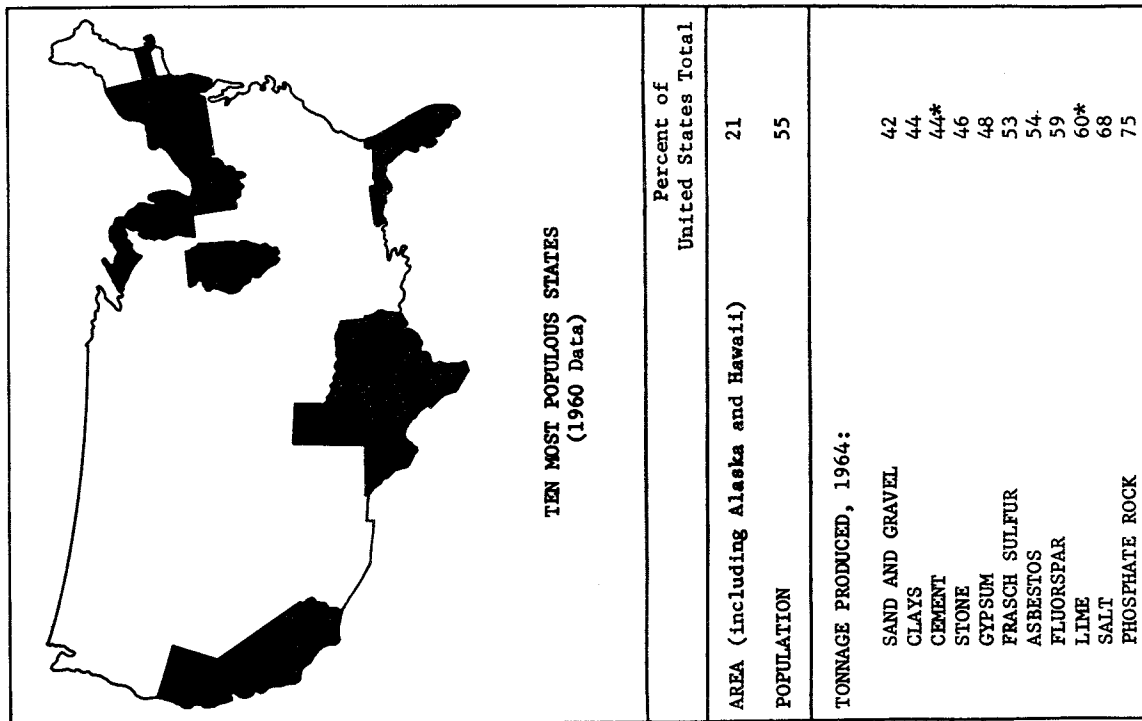 TEN MOST POPULOUS STATES
(1960 Data)
Percent of
United States Total
AREA (including Alaska and Hawaii) 21
POPULATION 55
TONNAGE PRODUCED, 1964:
SAND AND GRAVEL 42
CLAYS 44
CEMENT 44*
STONE 46
GYPSUM 48
FRASCH SULFUR 53
ASBESTOS 54
FLUORSPAR 59
LIME 60*
SALT 68
PHOSPHATE ROCK 75